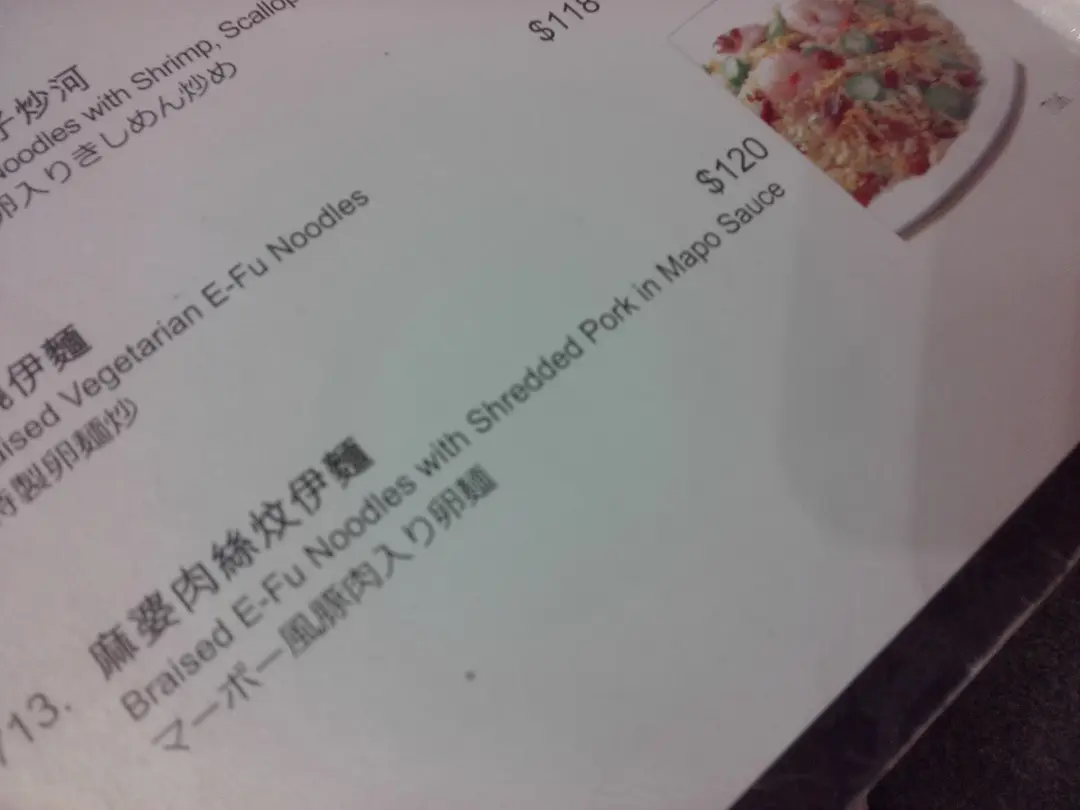 炒河
Noodles with Shrimp, Scallop
卵入りきしめん炒め
$118
伊麵
Braised Vegetarian E-Fu Noodles
特製卵麺炒
713. 麻婆肉絲炆伊麵
$120
Braised E-Fu Noodles with Shredded Pork in Mapo Sauce
マーボー風豚肉入り卵麺